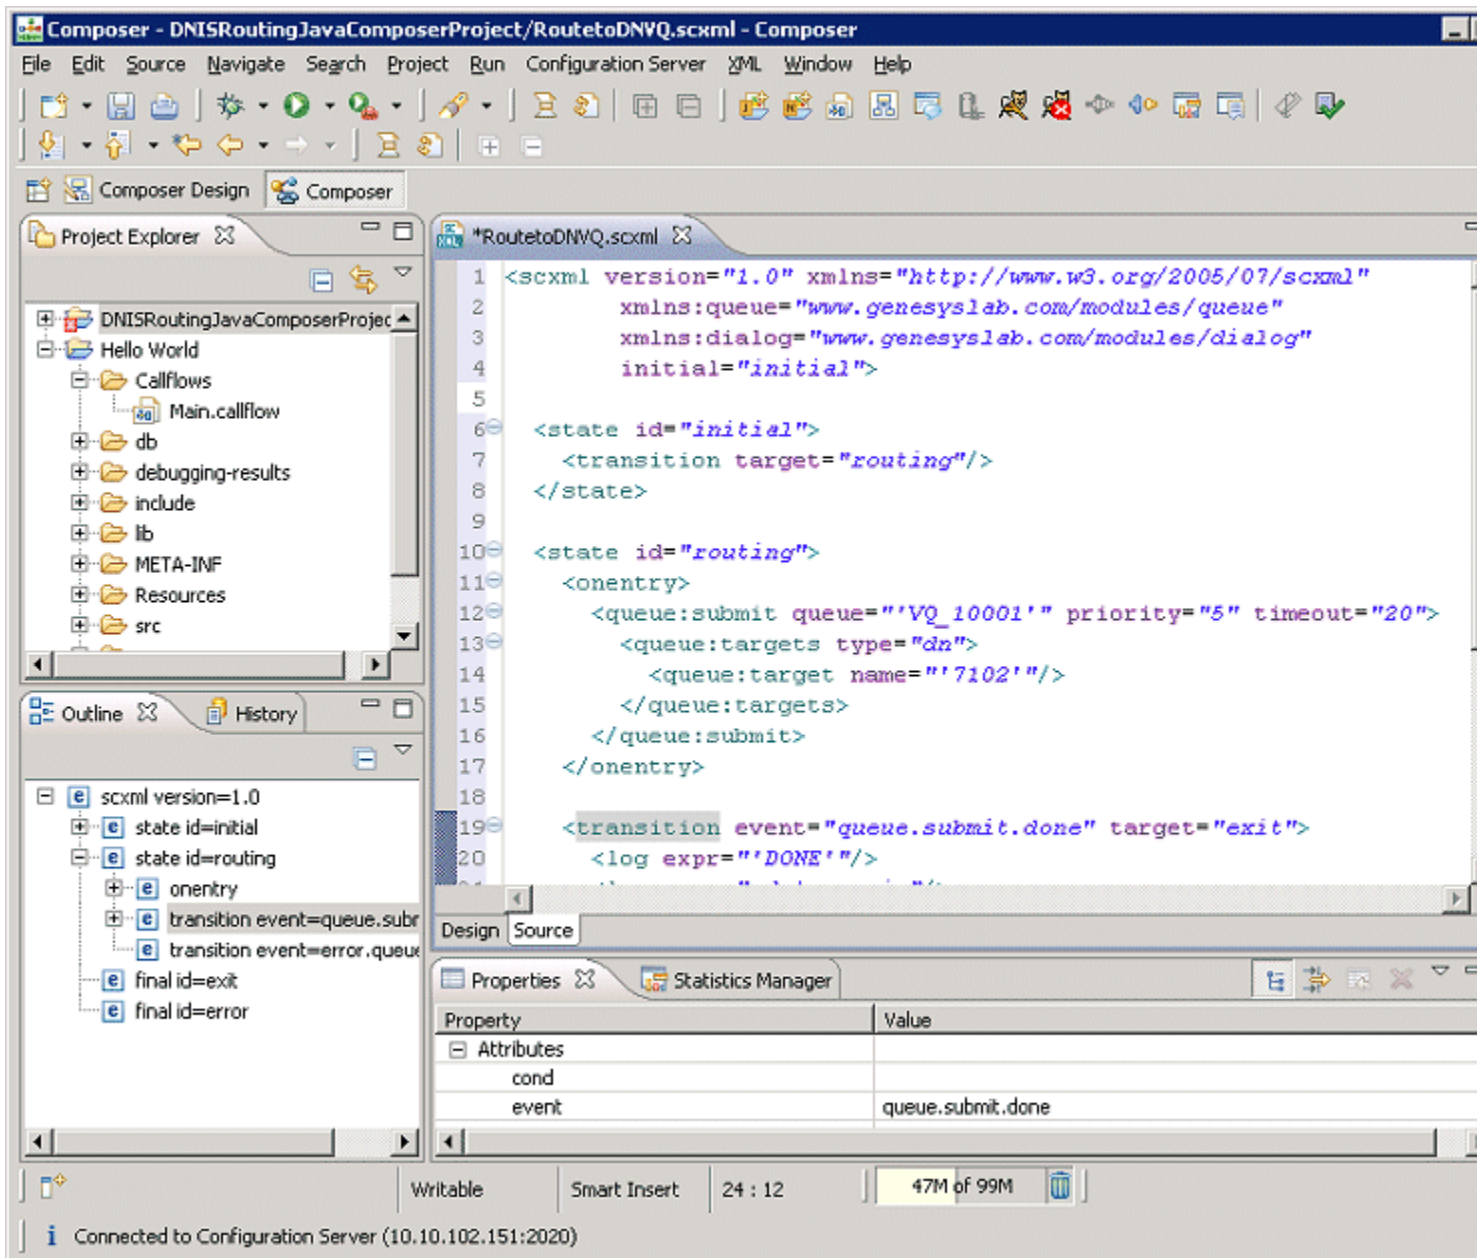 Composer - DNISRoutingJavaComposerProject/RoutetoDNVQ.scxml - Composer
File Edit Source Navigate Search Project Run Configuration Server XML Window Help
Composer Design Composer
Project Explorer
DNISRoutingJavaComposerProjec
Hello World
Callflows
Main.callflow
db
debugging-results
include
lib
META-INF
Resources
src
Outline History
scxml version=1.0
state id=initial
state id=routing
onentry
transition event=queue.subr
transition event=error.queue
final id=exit
final id=error
*RoutetoDNVQ.scxml
1 <scxml version="1.0" xmlns="http://www.w3.org/2005/07/scxml"
2 xmlns:queue="www.genesyslab.com/modules/queue"
3 xmlns:dialog="www.genesyslab.com/modules/dialog"
4 initial="initial">
5
6 <state id="initial">
7 <transition target="routing"/>
8 </state>
9
10 <state id="routing">
11 <onentry>
12 <queue:submit queue="'VQ_10001'" priority="5" timeout="20">
13 <queue:targets type="dn">
14 <queue:target name="'7102'"/>
15 </queue:targets>
16 </queue:submit>
17 </onentry>
18
19 <transition event="queue.submit.done" target="exit">
20 <log expr="'DONE'"/>
Design Source
Properties Statistics Manager
Property Value
Attributes
cond
event queue.submit.done
Writable Smart Insert 24 : 12 47M of 99M
Connected to Configuration Server (10.10.102.151:2020)